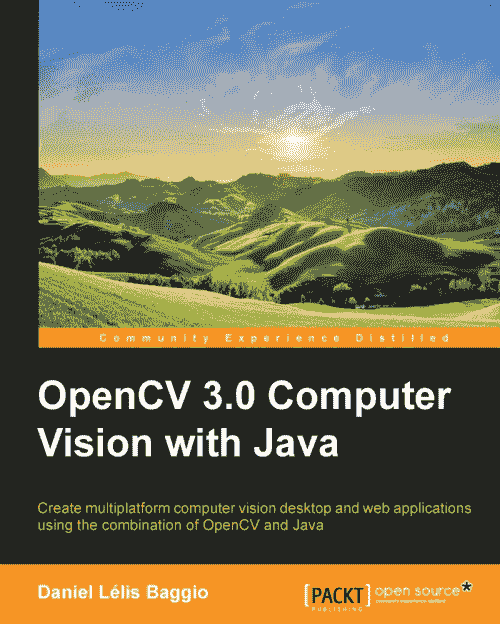 Community Experience Distilled
OpenCV 3.0 Computer
Vision with Java
Create multiplatform computer vision desktop and web applications
using the combination of OpenCV and Java
Daniel Lélis Baggio
[PACKT] open source*
PUBLISHING